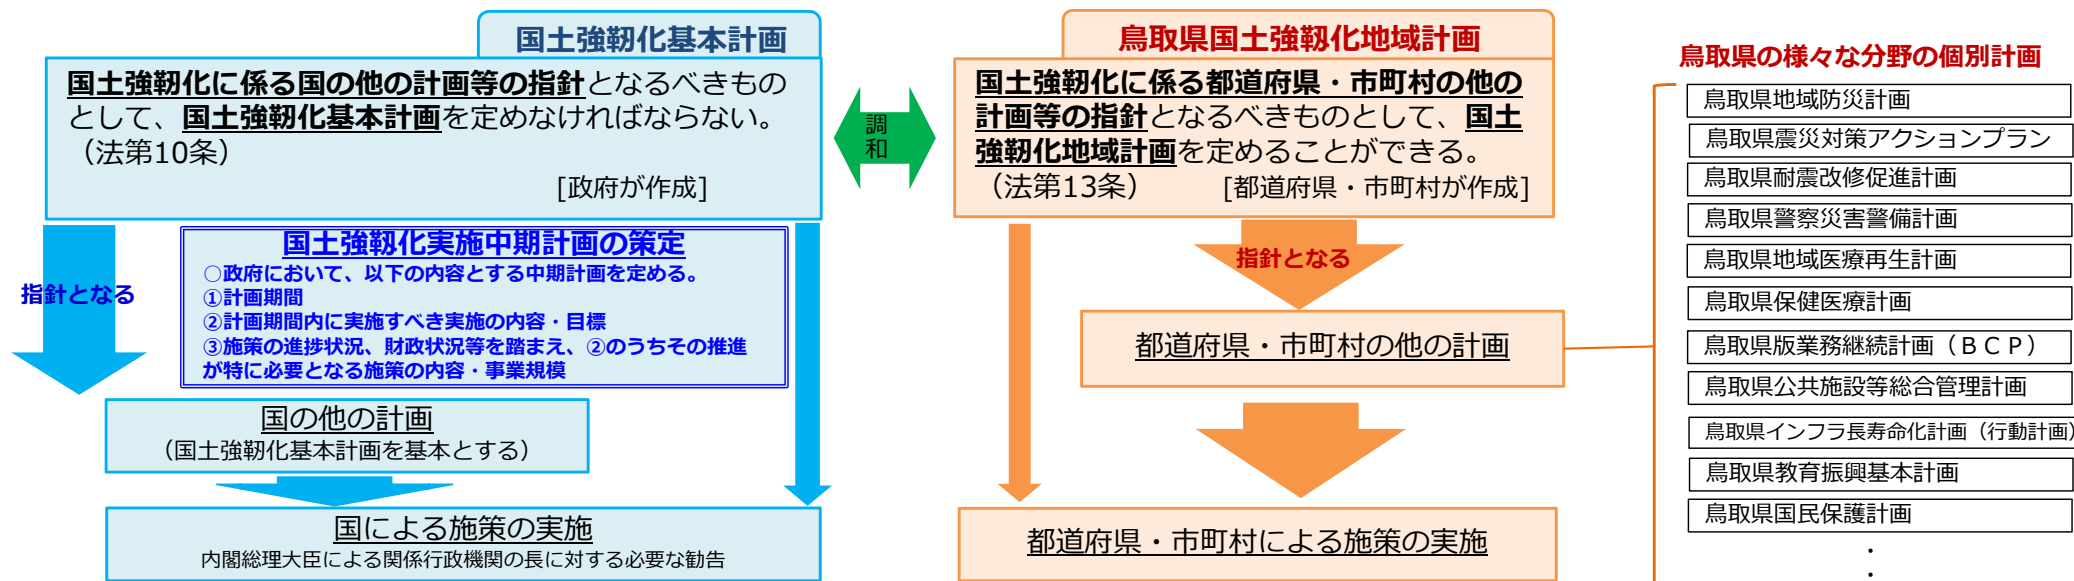 国土強靱化基本計画
国土強靱化に係る国の他の計画等の指針となるべきもの
として、国土強靱化基本計画を定めなければならない。
（法第10条）
[政府が作成]
指針となる
国土強靱化実施中期計画の策定
○政府において、以下の内容とする中期計画を定める。
①計画期間
②計画期間内に実施すべき実施の内容・目標
③施策の進捗状況、財政状況等を踏まえ、②のうちその推進
が特に必要となる施策の内容・事業規模
国の他の計画
（国土強靱化基本計画を基本とする）
国による施策の実施
内閣総理大臣による関係行政機関の長に対する必要な勧告
調
和
鳥取県国土強靱化地域計画
国土強靱化に係る都道府県・市町村の他の
計画等の指針となるべきものとして、国土
強靱化地域計画を定めることができる。
（法第13条） [都道府県・市町村が作成]
指針となる
都道府県・市町村の他の計画
都道府県・市町村による施策の実施
鳥取県の様々な分野の個別計画
鳥取県地域防災計画
鳥取県震災対策アクションプラン
鳥取県耐震改修促進計画
鳥取県警察災害警備計画
鳥取県地域医療再生計画
鳥取県保健医療計画
鳥取県版業務継続計画（ＢＣＰ）
鳥取県公共施設等総合管理計画
鳥取県インフラ長寿命化計画（行動計画）
鳥取県教育振興基本計画
鳥取県国民保護計画
・
・